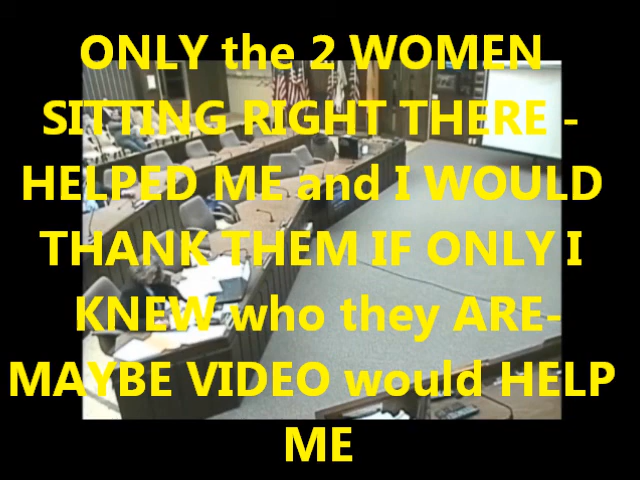 ONLY the 2 WOMEN
SITTING RIGHT THERE -
HELPED ME and I WOULD
THANK THEM IF ONLY I
KNEW who they ARE-
MAYBE VIDEO would HELP
ME